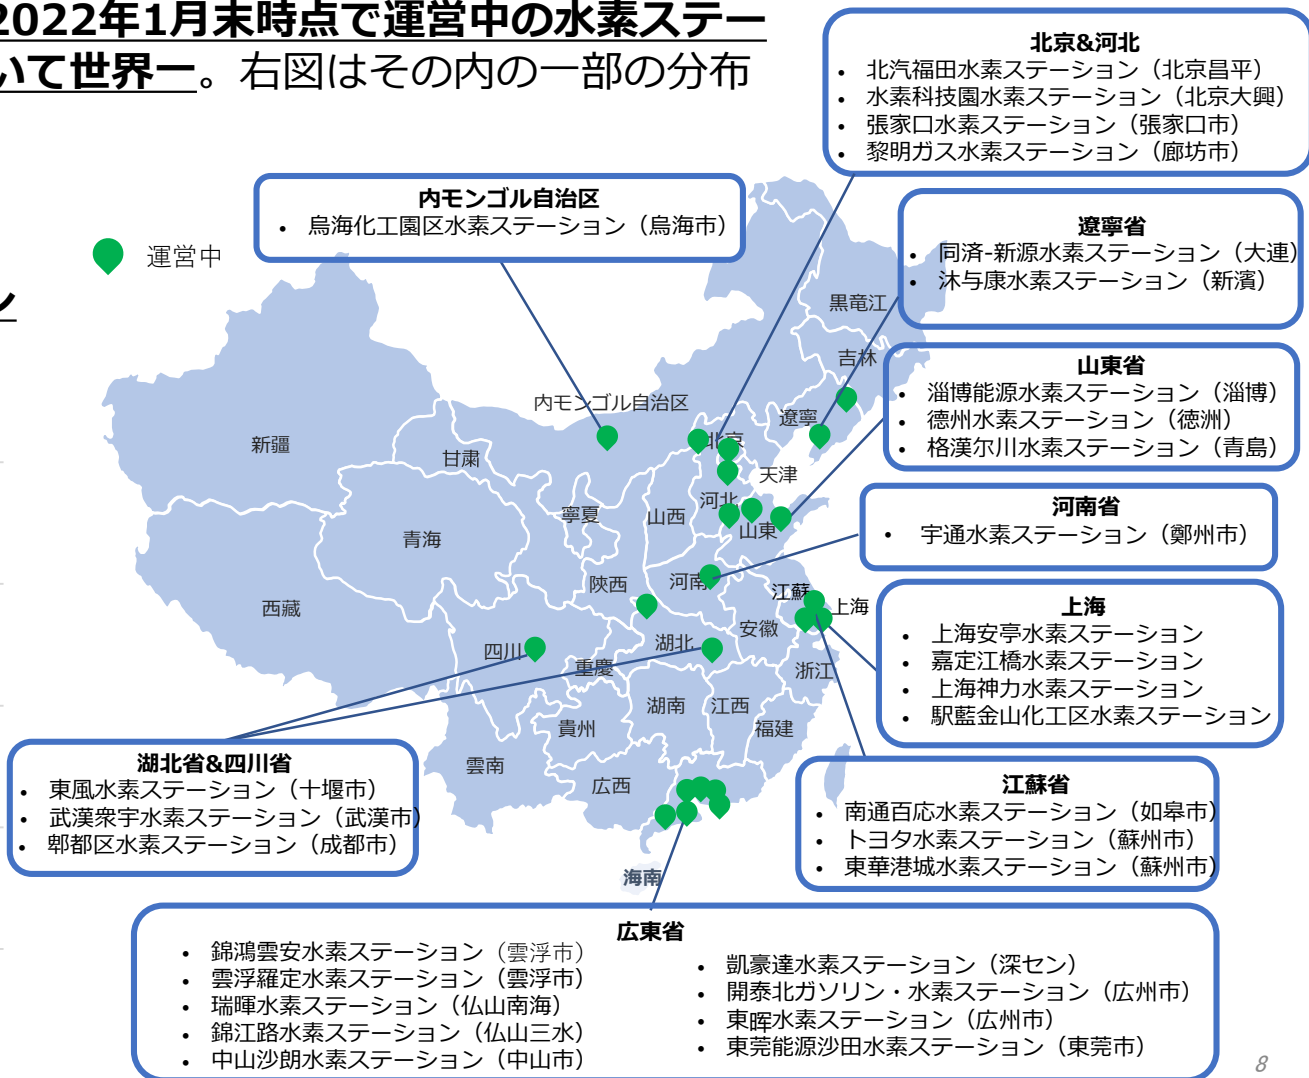 2022年1月末時点で運営中の水素ステー
いて世界一。右図はその内の一部の分布
ン
運営中
北京&河北
• 北汽福田水素ステーション（北京昌平）
• 水素科技園水素ステーション（北京大興）
• 張家口水素ステーション（張家口市）
• 黎明ガス水素ステーション（廊坊市）
内モンゴル自治区
• 烏海化工園区水素ステーション（烏海市）
遼寧省
• 同済-新源水素ステーション（大連）
• 沐与康水素ステーション（新濱）
山東省
• 淄博能源水素ステーション（淄博）
• 徳州水素ステーション（徳洲）
• 格漢尔川水素ステーション（青島）
河南省
• 宇通水素ステーション（鄭州市）
上海
• 上海安亭水素ステーション
• 嘉定江橋水素ステーション
• 上海神力水素ステーション
• 駅藍金山化工区水素ステーション
江蘇省
• 南通百応水素ステーション（如皋市）
• トヨタ水素ステーション（蘇州市）
• 東華港城水素ステーション（蘇州市）
湖北省&四川省
• 東風水素ステーション（十堰市）
• 武漢衆宇水素ステーション（武漢市）
• 郫都区水素ステーション（成都市）
広東省
• 錦鴻雲安水素ステーション（雲浮市）
• 雲浮羅定水素ステーション（雲浮市）
• 瑞暉水素ステーション（仏山南海）
• 錦江路水素ステーション（仏山三水）
• 中山沙朗水素ステーション（中山市）
• 凱豪達水素ステーション（深セン）
• 開泰北ガソリン・水素ステーション（広州市）
• 東晖水素ステーション（広州市）
• 東莞能源沙田水素ステーション（東莞市）
黒竜江
吉林
遼寧
内モンゴル自治区
北京
天津
新疆
甘粛
河北
寧夏
山西
山東
青海
陝西
河南
江蘇
上海
西藏
安徽
四川
湖北
重慶
浙江
湖南
江西
貴州
福建
雲南
広西
海南
8